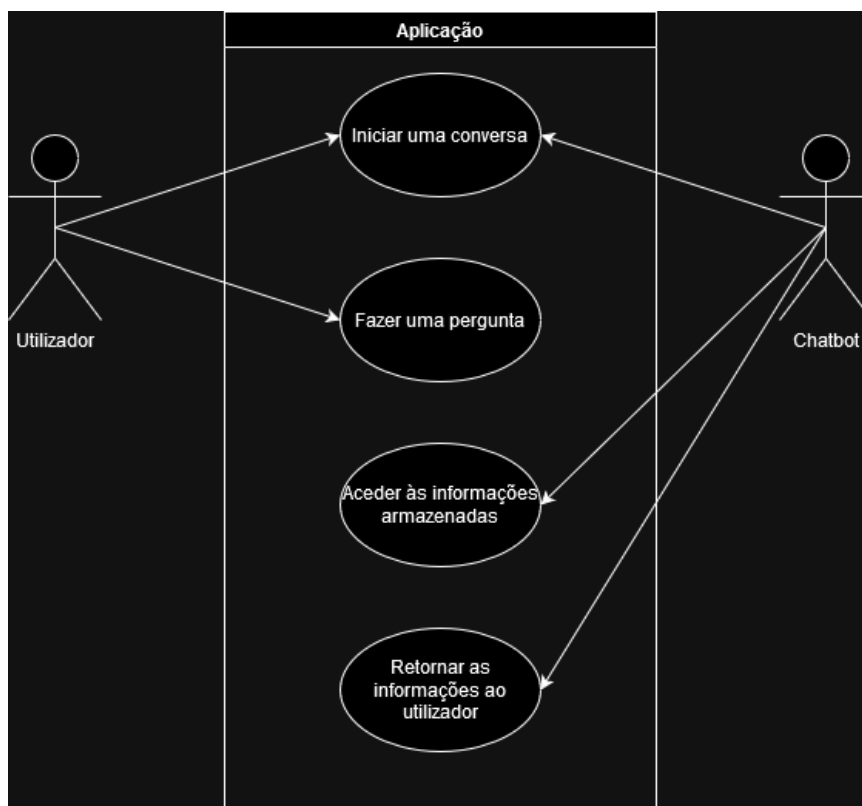 Aplicação
Iniciar uma conversa
Fazer uma pergunta
Utilizador
Chatbot
Aceder às informações
armazenadas
Retornar as
informações ao
utilizador